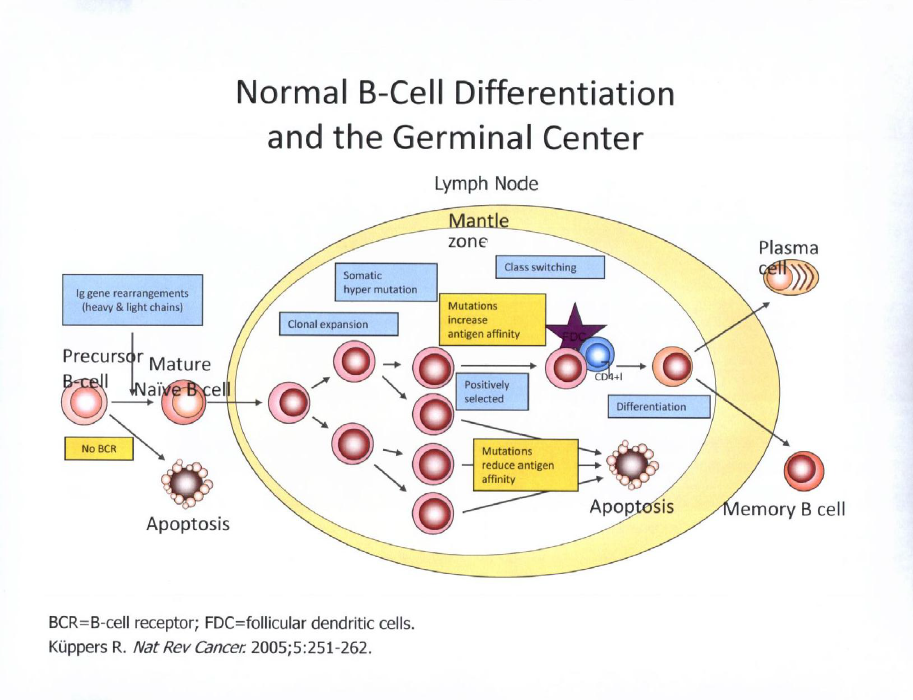 Normal B-Cell Differentiation
and the Germinal Center
Lymph Node
Mantle
zone
Plasma
cell
Class switching
Somatic
hyper mutation
Ig gene rearrangements
(heavy & light chains)
Mutations
increase
antigen affinity
Clonal expansion
FDC
Precursor
B-cell
Mature
Naïve B cell
CD4+
Positively
selected
Differentiation
No BCR
Mutations
reduce antigen
affinity
Apoptosis
Memory B cell
Apoptosis
BCR=B-cell receptor; FDC=follicular dendritic cells.
Küppers R. Nat Rev Cancer. 2005;5:251-262.